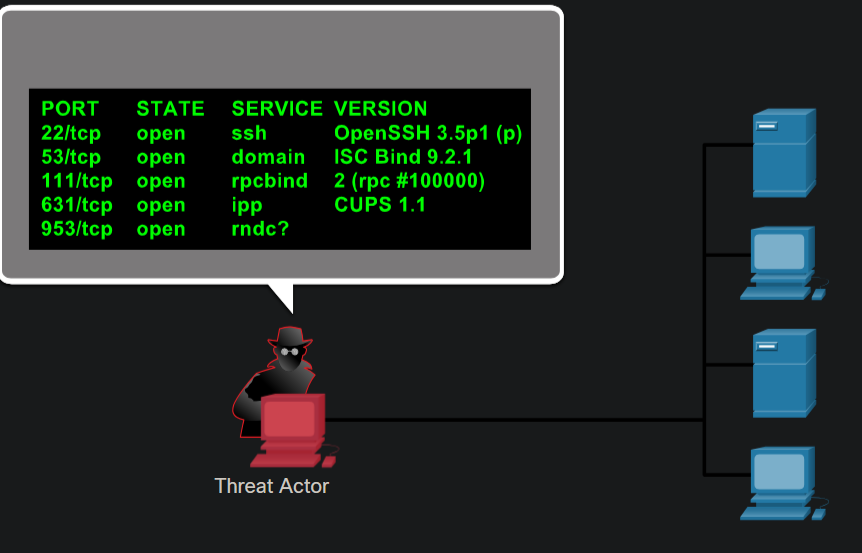 PORT STATE SERVICE VERSION
22/tcp open ssh OpenSSH 3.5p1 (p)
53/tcp open domain ISC Bind 9.2.1
111/tcp open rpcbind 2 (rpc #100000)
631/tcp open ipp CUPS 1.1
953/tcp open rndc?
Threat Actor